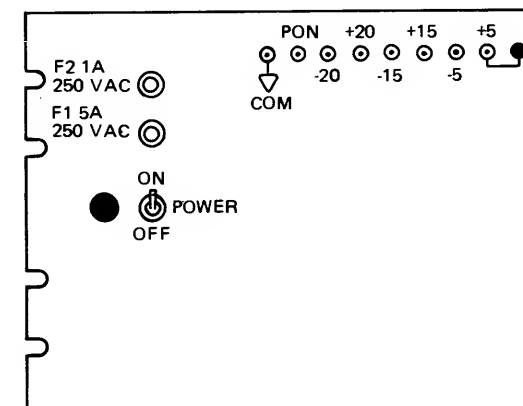 PON +20 +15 +5
-20 -15 -5
COM
F2 1A
250 VAC
F1 5A
250 VAC
ON
POWER
OFF